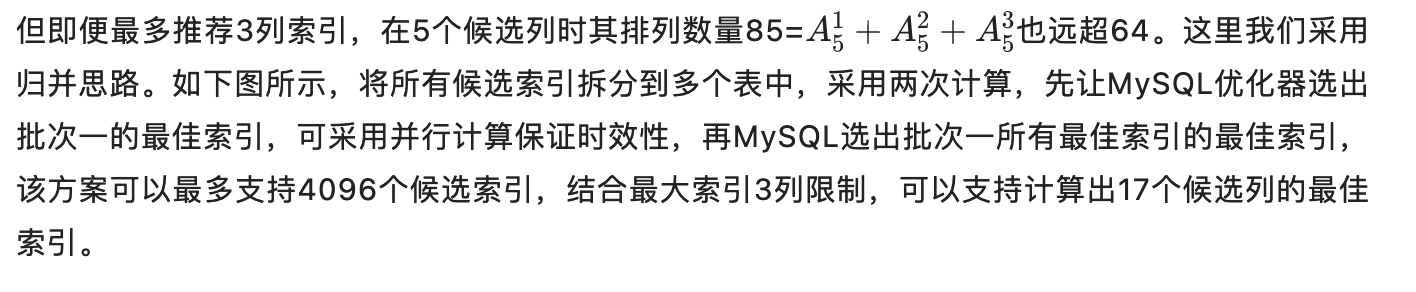 但即便最多推荐3列索引，在5个候选列时其排列数量85=A₅¹ + A₅² + A₅³也远超64。这里我们采用
归并思路。如下图所示，将所有候选索引拆分到多个表中，采用两次计算，先让MySQL优化器选出
批次一的最佳索引，可采用并行计算保证时效性，再MySQL选出批次一所有最佳索引的最佳索引，
该方案可以最多支持4096个候选索引，结合最大索引3列限制，可以支持计算出17个候选列的最佳
索引。